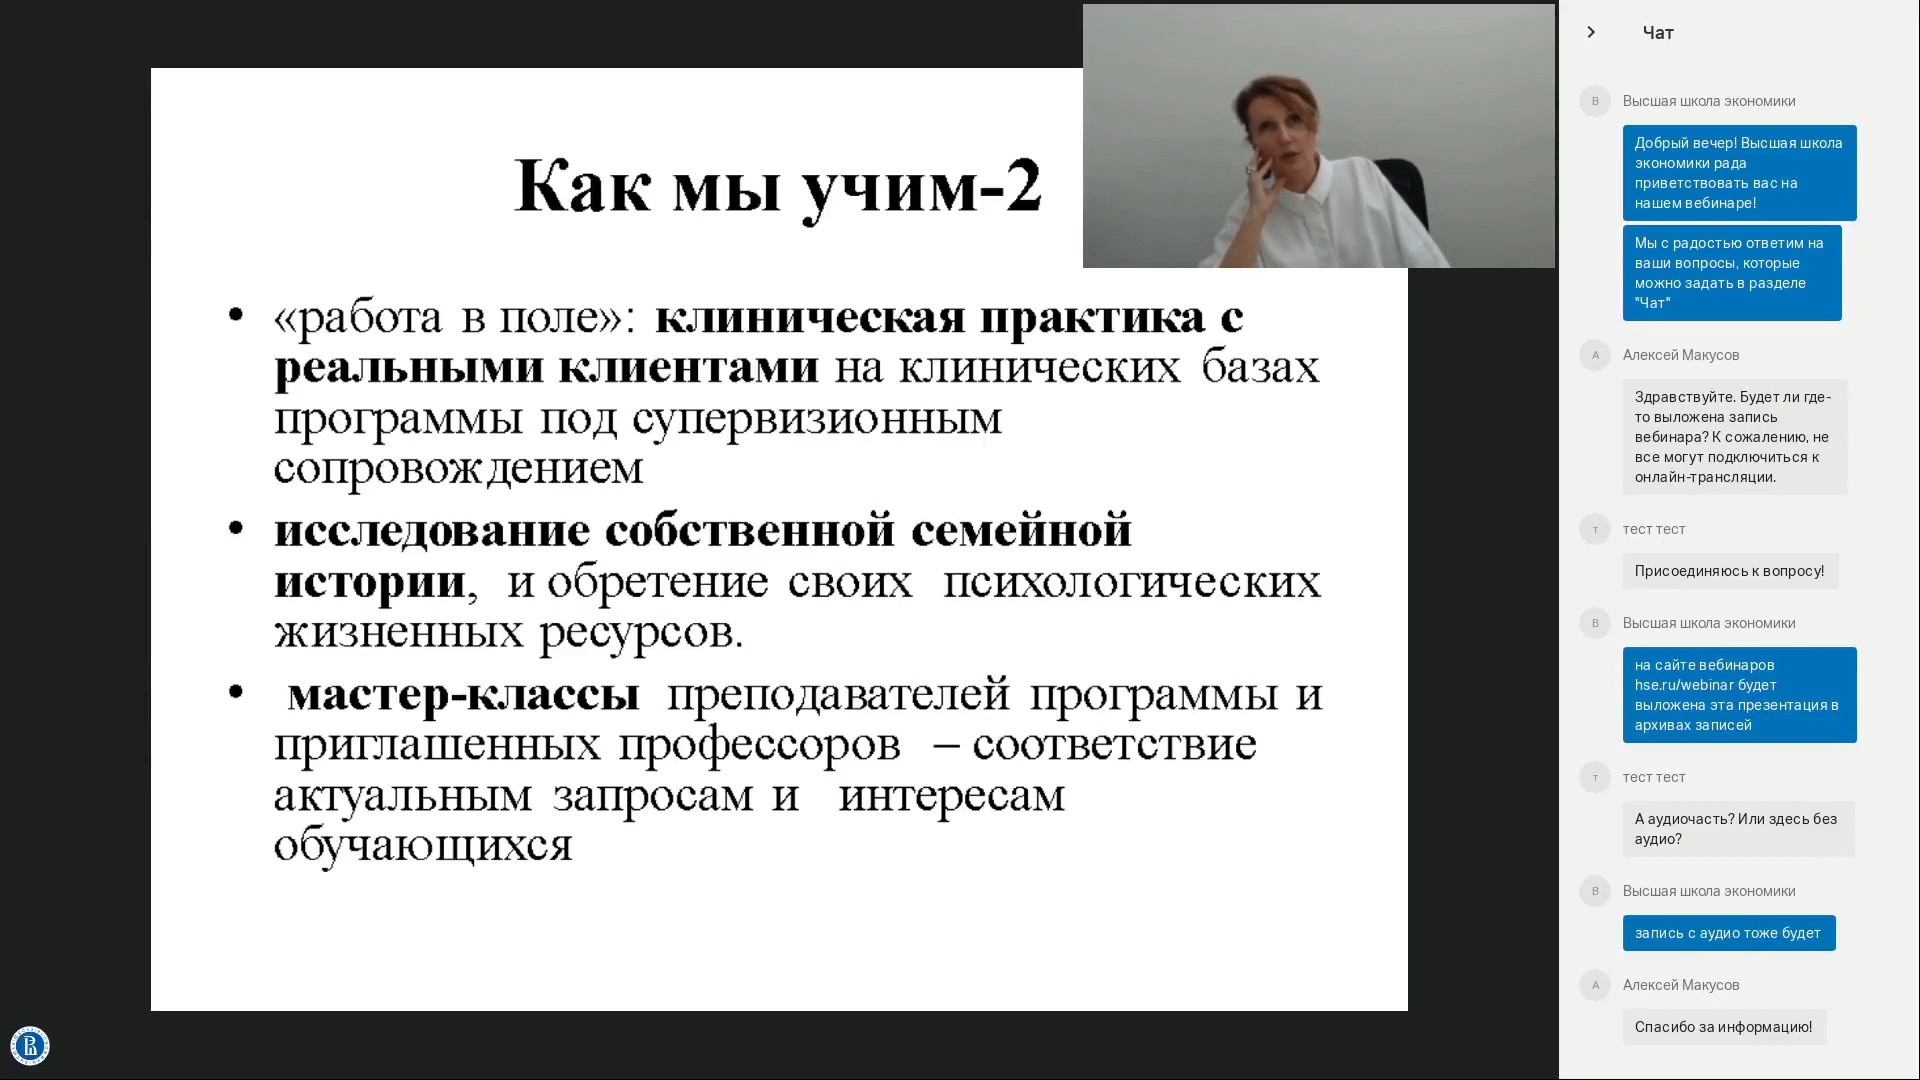 Как мы учим-2
• «работа в поле»: клиническая практика с
реальными клиентами на клинических базах
программы под супервизионным
сопровождением
• исследование собственной семейной
истории, и обретение своих психологических
жизненных ресурсов.
• мастер-классы преподавателей программы и
приглашенных профессоров – соответствие
актуальным запросам и интересам
обучающихся
Чат
В
Высшая школа экономики
Добрый вечер! Высшая школа
экономики рада
приветствовать вас на
нашем вебинаре!
Мы с радостью ответим на
ваши вопросы, которые
можно задать в разделе
"Чат"
А
Алексей Макусов
Здравствуйте. Будет ли где-
то выложена запись
вебинара? К сожалению, не
все могут подключиться к
онлайн-трансляции.
т
тест тест
Присоединяюсь к вопросу!
В
Высшая школа экономики
на сайте вебинаров
hse.ru/webinar будет
выложена эта презентация в
архивах записей
т
тест тест
А аудиочасть? Или здесь без
аудио?
В
Высшая школа экономики
запись с аудио тоже будет
А
Алексей Макусов
Спасибо за информацию!